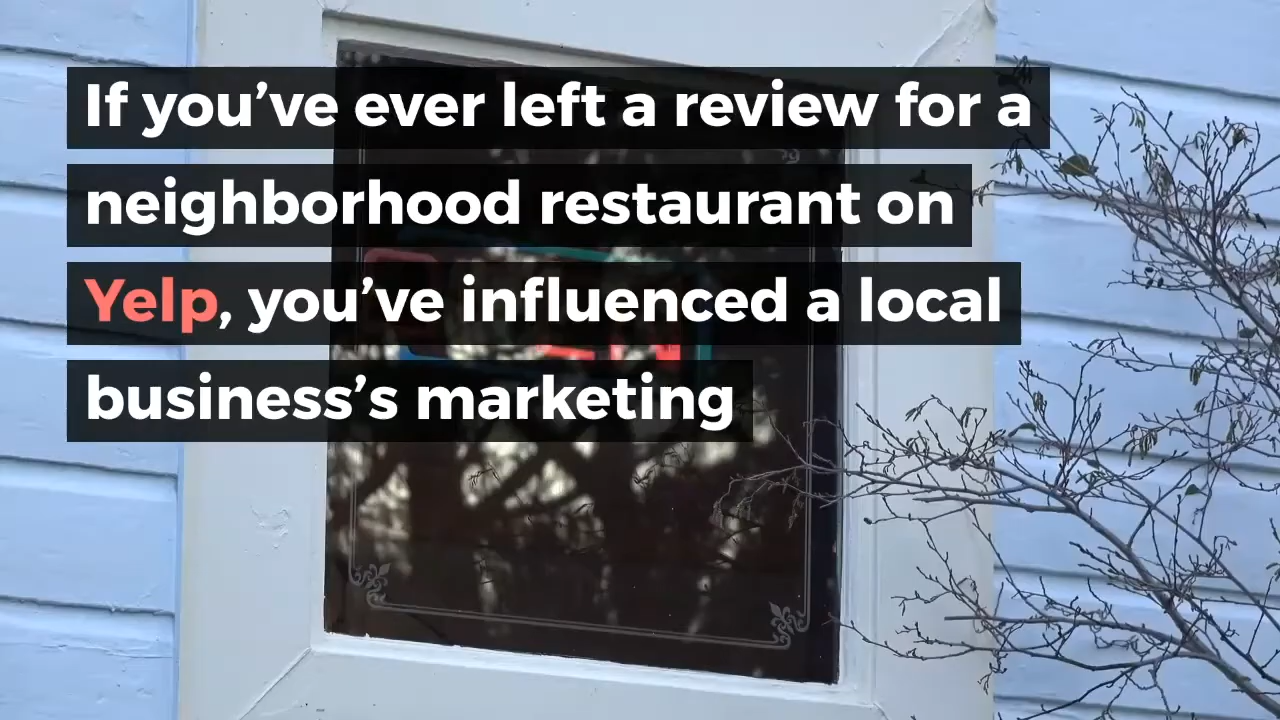 If you’ve ever left a review for a
neighborhood restaurant on
Yelp, you’ve influenced a local
business’s marketing